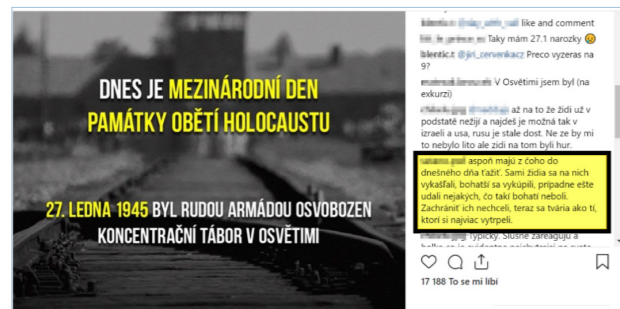 DNES JE MEZINÁRODNÍ DEN
PAMÁTKY OBĚTÍ HOLOCAUSTU
27. LEDNA 1945 BYL RUDOU ARMÁDOU OSVOBOZEN
KONCENTRAČNÍ TÁBOR V OSVĚTIMI
like and comment
Taky mám 27.1 narozky
blentic.t @jiri_cervenkacz Preco vyzeras na
9?
V Osvětimi jsem byl (na
exkurzi)
až na to že židi už v
podstatě nežijí a najdeš je možná tak v
izraeli a usa, rusu je stale dost. Ne ze by mi
to nebylo lito ale zidi na tom byli hur.
aspoň majú z čoho do
dnešného dňa ťažiť. Sami židia sa na nich
vykašľali, bohatší sa vykúpili, prípadne ešte
udali nejakých, čo takí bohatí neboli.
Zachrániť ich nechceli, teraz sa tvária ako tí,
ktorí si najviac vytrpeli.
Typický. Slušně zareaguju a
17 188 To se mi líbí